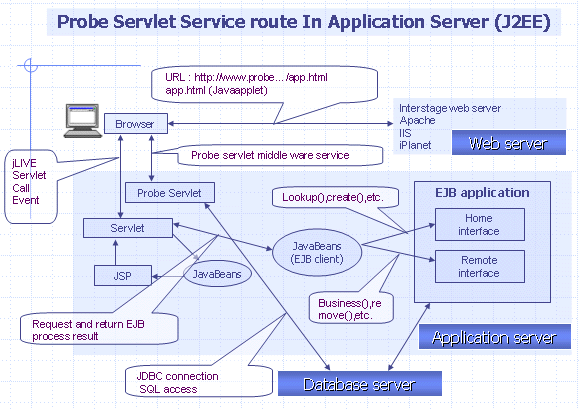 Probe Servlet Service route In Application Server (J2EE)
URL : http://www.probe.../app.html
app.html (Javaapplet)
Browser
Interstage web server
Apache
IIS
iPlanet
Web server
jLIVE
Servlet
Call
Event
Probe servlet middle ware service
Probe Servlet
Lookup(),create(),etc.
EJB application
Home
interface
Servlet
JavaBeans
(EJB client)
Remote
interface
JSP
JavaBeans
Business(),re
move(),etc.
Request and return EJB
process result
Application server
JDBC connection
SQL access
Database server